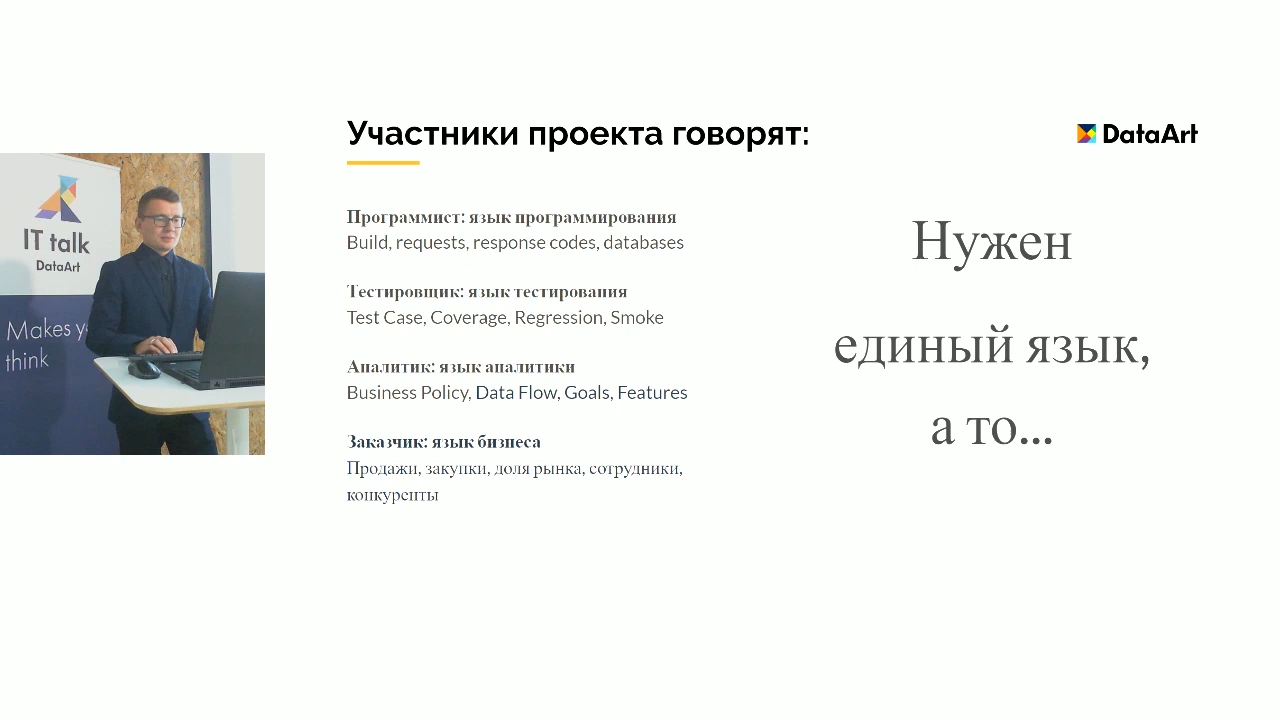 Участники проекта говорят:
DataArt
Программист: язык программирования
Build, requests, response codes, databases
Тестировщик: язык тестирования
Test Case, Coverage, Regression, Smoke
Аналитик: язык аналитики
Business Policy, Data Flow, Goals, Features
Заказчик: язык бизнеса
Продажи, закупки, доля рынка, сотрудники,
конкуренты
Нужен
единый язык,
а то...
IT talk
DataArt
Makes
think